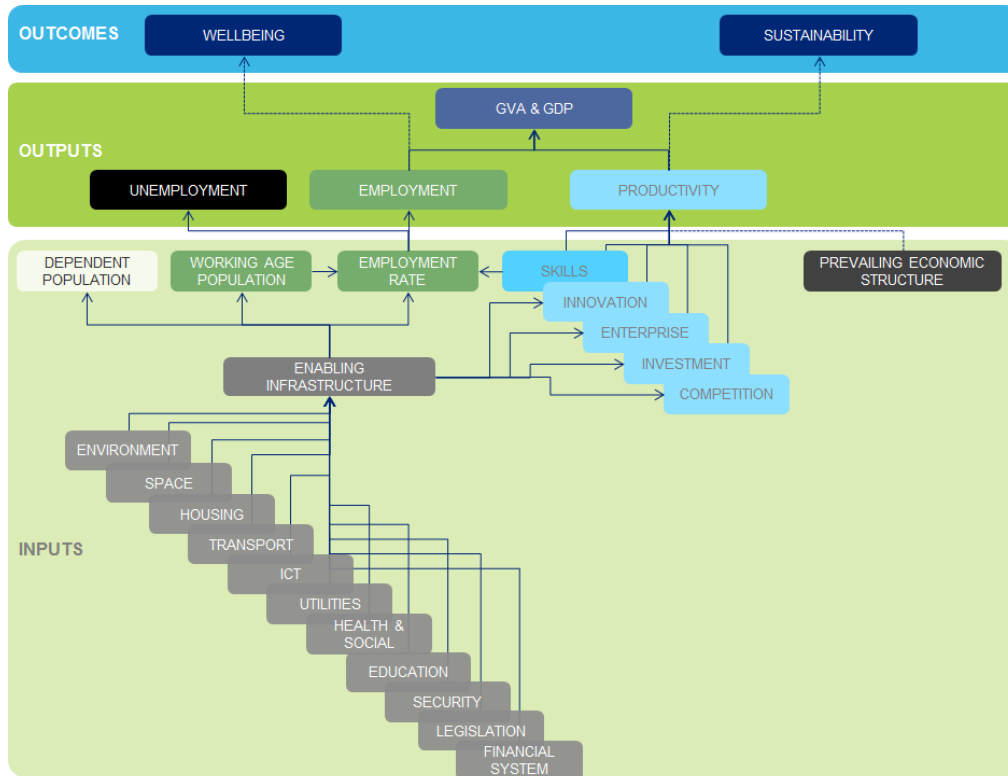 OUTCOMES
WELLBEING
SUSTAINABILITY
GVA & GDP
OUTPUTS
UNEMPLOYMENT
EMPLOYMENT
PRODUCTIVITY
DEPENDENT
POPULATION
WORKING AGE
POPULATION
EMPLOYMENT
RATE
SKILLS
PREVAILING ECONOMIC
STRUCTURE
INNOVATION
ENTERPRISE
INVESTMENT
COMPETITION
ENABLING
INFRASTRUCTURE
ENVIRONMENT
SPACE
HOUSING
TRANSPORT
INPUTS
ICT
UTILITIES
HEALTH &
SOCIAL
EDUCATION
SECURITY
LEGISLATION
FINANCIAL
SYSTEM